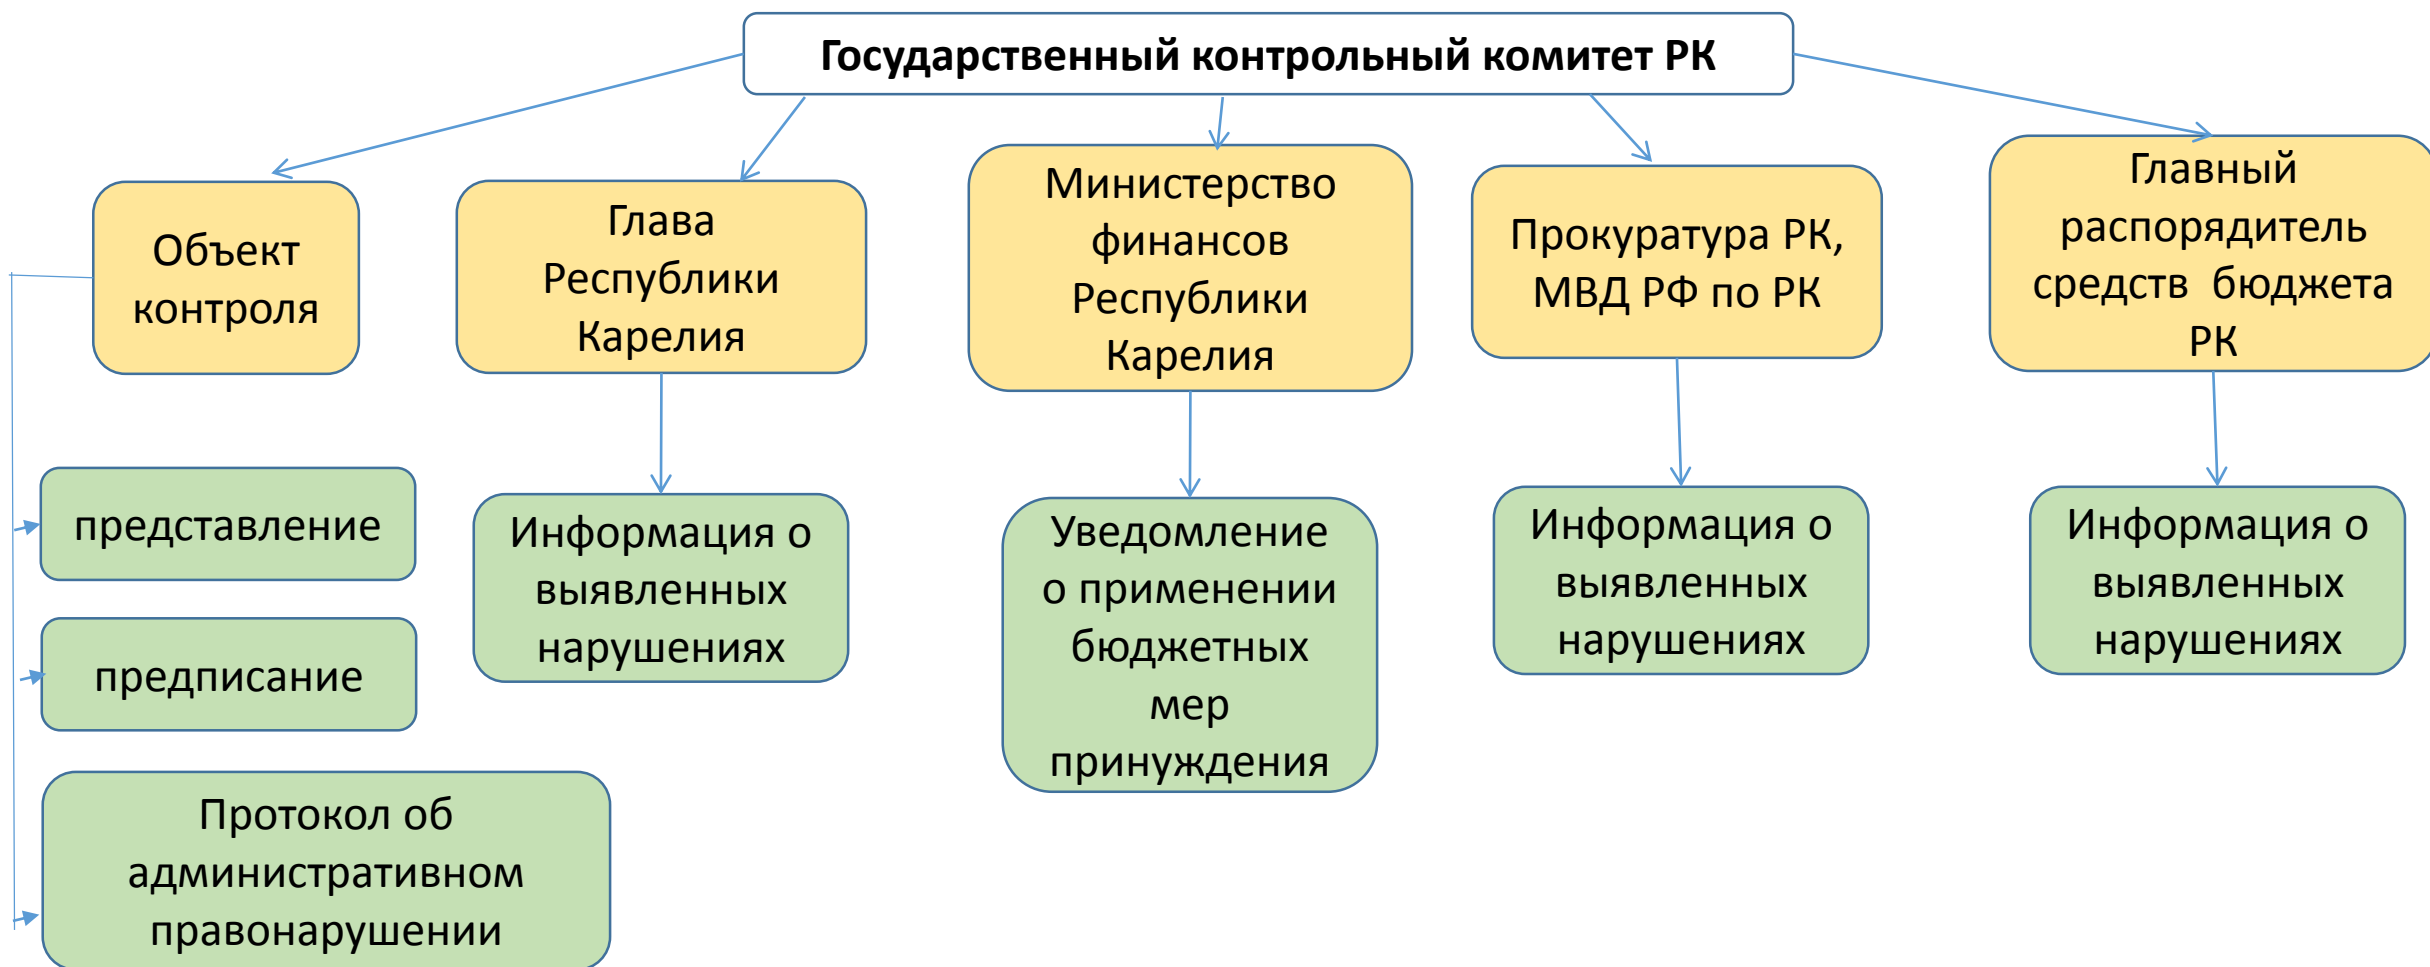 Государственный контрольный комитет РК
Объект
контроля
Глава
Республики
Карелия
Министерство
финансов
Республики
Карелия
Прокуратура РК,
МВД РФ по РК
Главный
распорядитель
средств бюджета
РК
представление
предписание
Протокол об
административном
правонарушении
Информация о
выявленных
нарушениях
Уведомление
о применении
бюджетных
мер
принуждения
Информация о
выявленных
нарушениях
Информация о
выявленных
нарушениях